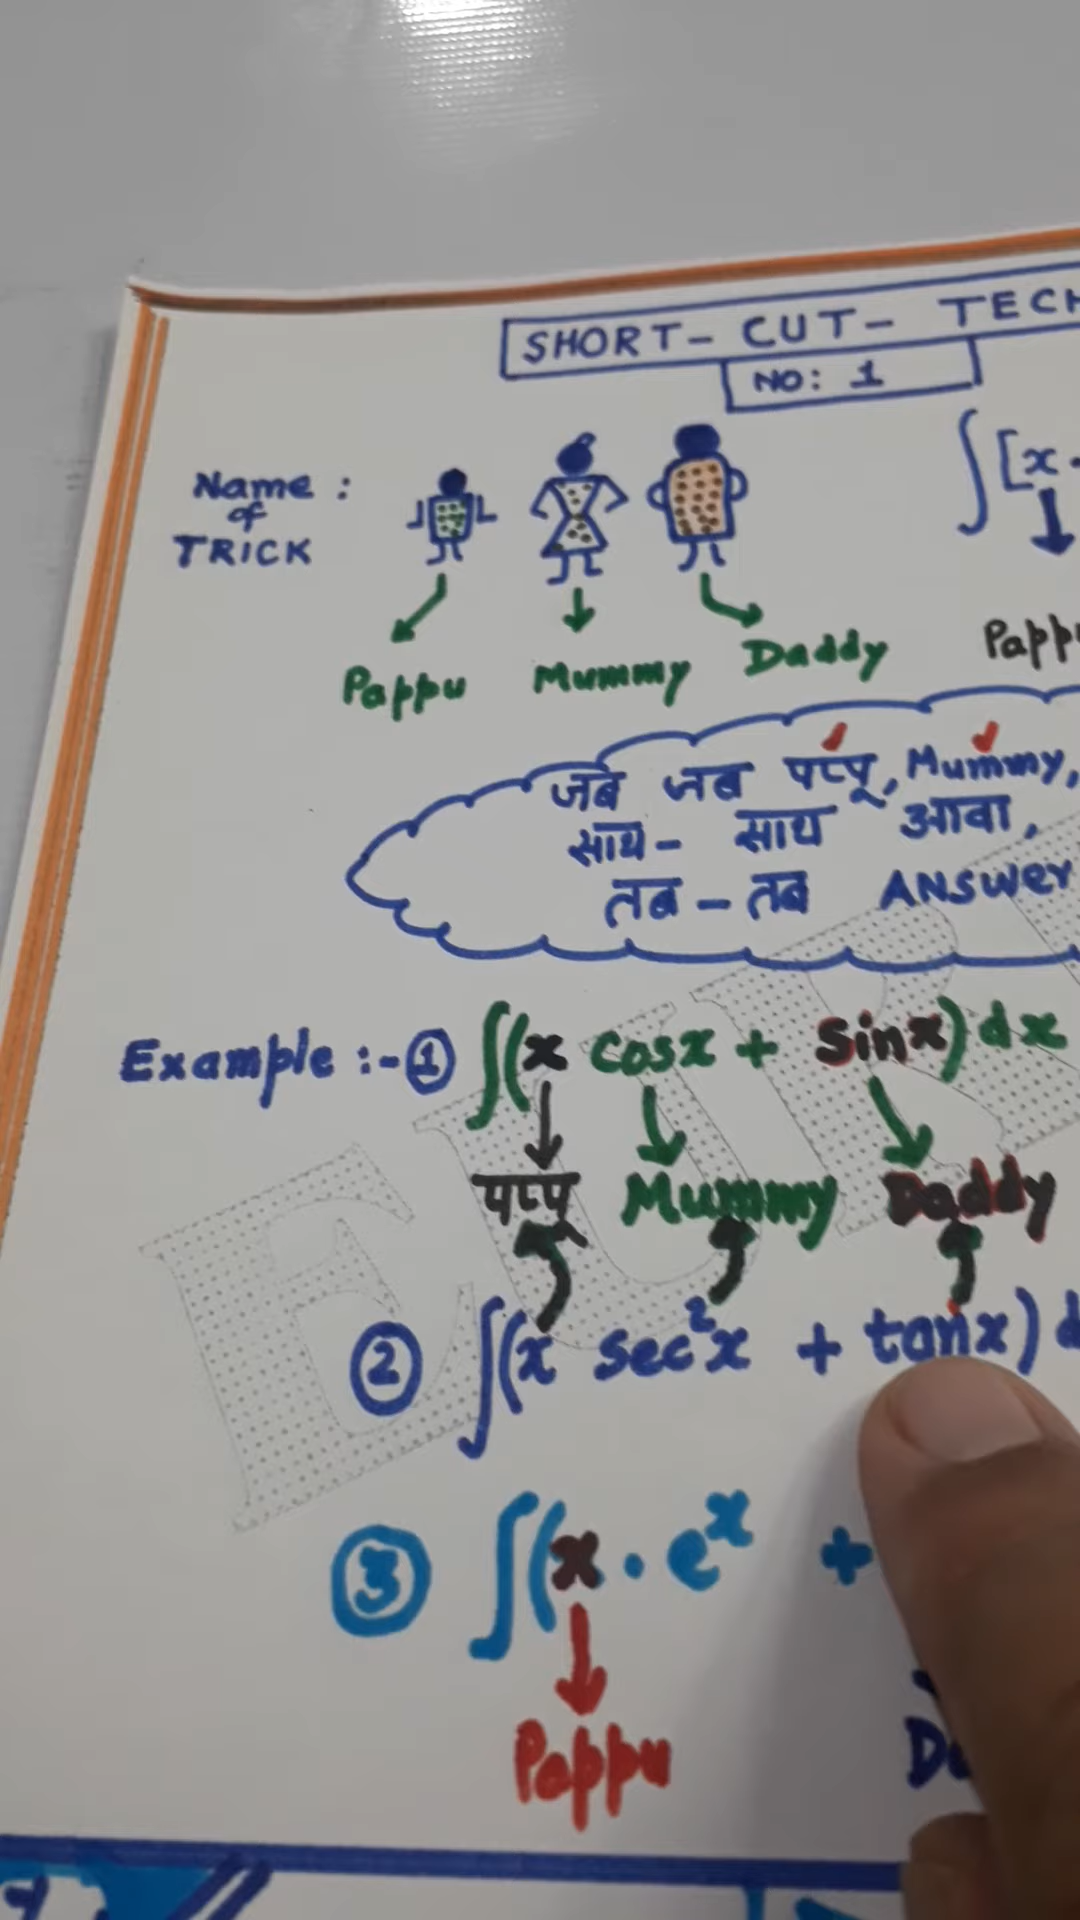 SHORT- CUT- TECH
NO: 1
Name :
of
TRICK
∫[x.
Pappu Mummy Daddy
Pappu
जब जब पप्पू, Mummy,
साथ- साथ आवा,
तब - तब ANSWER
Example :- ① ∫(x cosx + sinx) dx
पप्पू Mummy Daddy
② ∫(x sec²x + tanx) d
③ ∫(x . eˣ +
Pappu